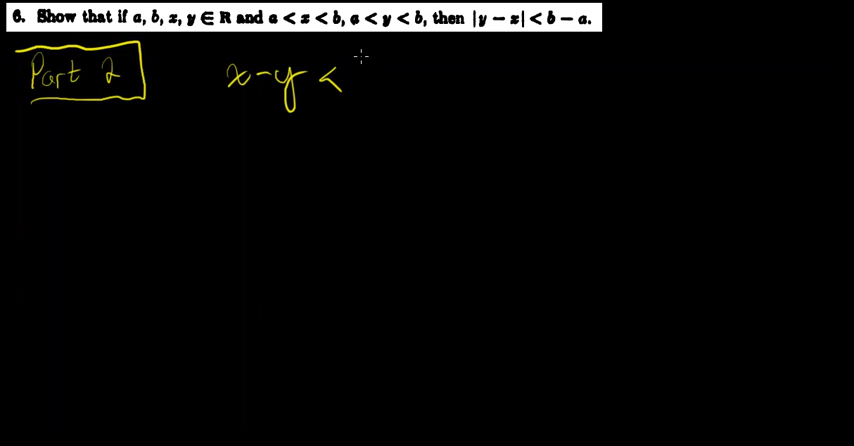 6. Show that if a, b, x, y ∈ R and a < x < b, a < y < b, then |y − x| < b − a.
Part 2
x-y <